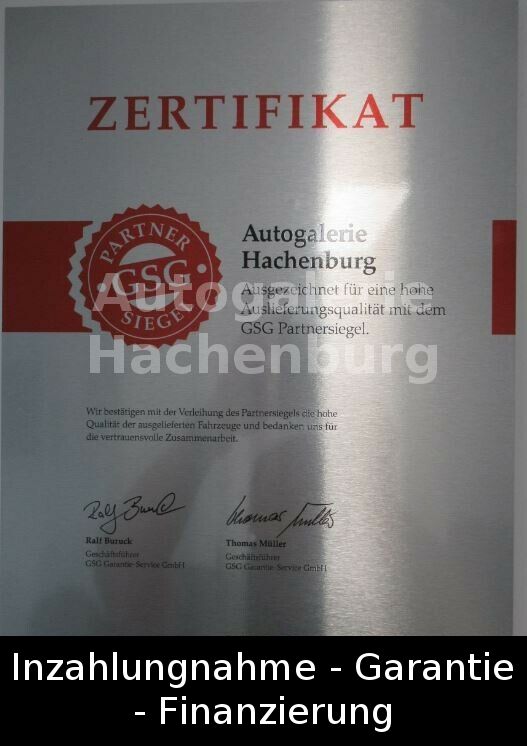 ZERTIFIKAT
PARTNER
GSG
SIEGEL
Autogalerie
Hachenburg
Ausgezeichnet für eine hohe
Auslieferungsqualität mit dem
GSG Partnersiegel.
Autogalerie
Hachenburg
Wir bestätigen mit der Verleihung des Partnersiegels die hohe
Qualität der ausgelieferten Fahrzeuge und bedanken uns für
die vertrauensvolle Zusammenarbeit.
Ralf Buruck
Geschäftsführer
GSG Garantie-Service GmbH
Thomas Müller
Geschäftsführer
GSG Garantie-Service GmbH
Inzahlungnahme - Garantie
- Finanzierung